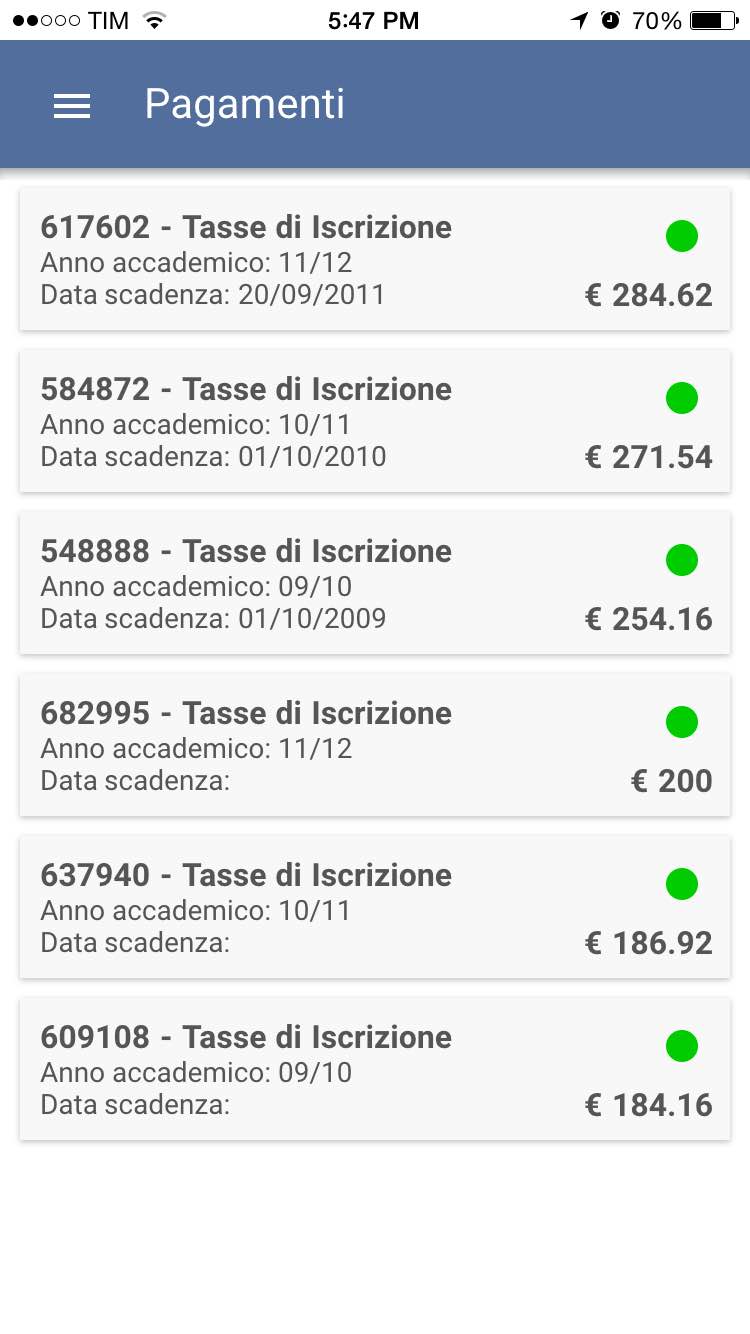 TIM 5:47 PM 70%
Pagamenti
617602 - Tasse di Iscrizione
Anno accademico: 11/12
Data scadenza: 20/09/2011 € 284.62
584872 - Tasse di Iscrizione
Anno accademico: 10/11
Data scadenza: 01/10/2010 € 271.54
548888 - Tasse di Iscrizione
Anno accademico: 09/10
Data scadenza: 01/10/2009 € 254.16
682995 - Tasse di Iscrizione
Anno accademico: 11/12
Data scadenza: € 200
637940 - Tasse di Iscrizione
Anno accademico: 10/11
Data scadenza: € 186.92
609108 - Tasse di Iscrizione
Anno accademico: 09/10
Data scadenza: € 184.16